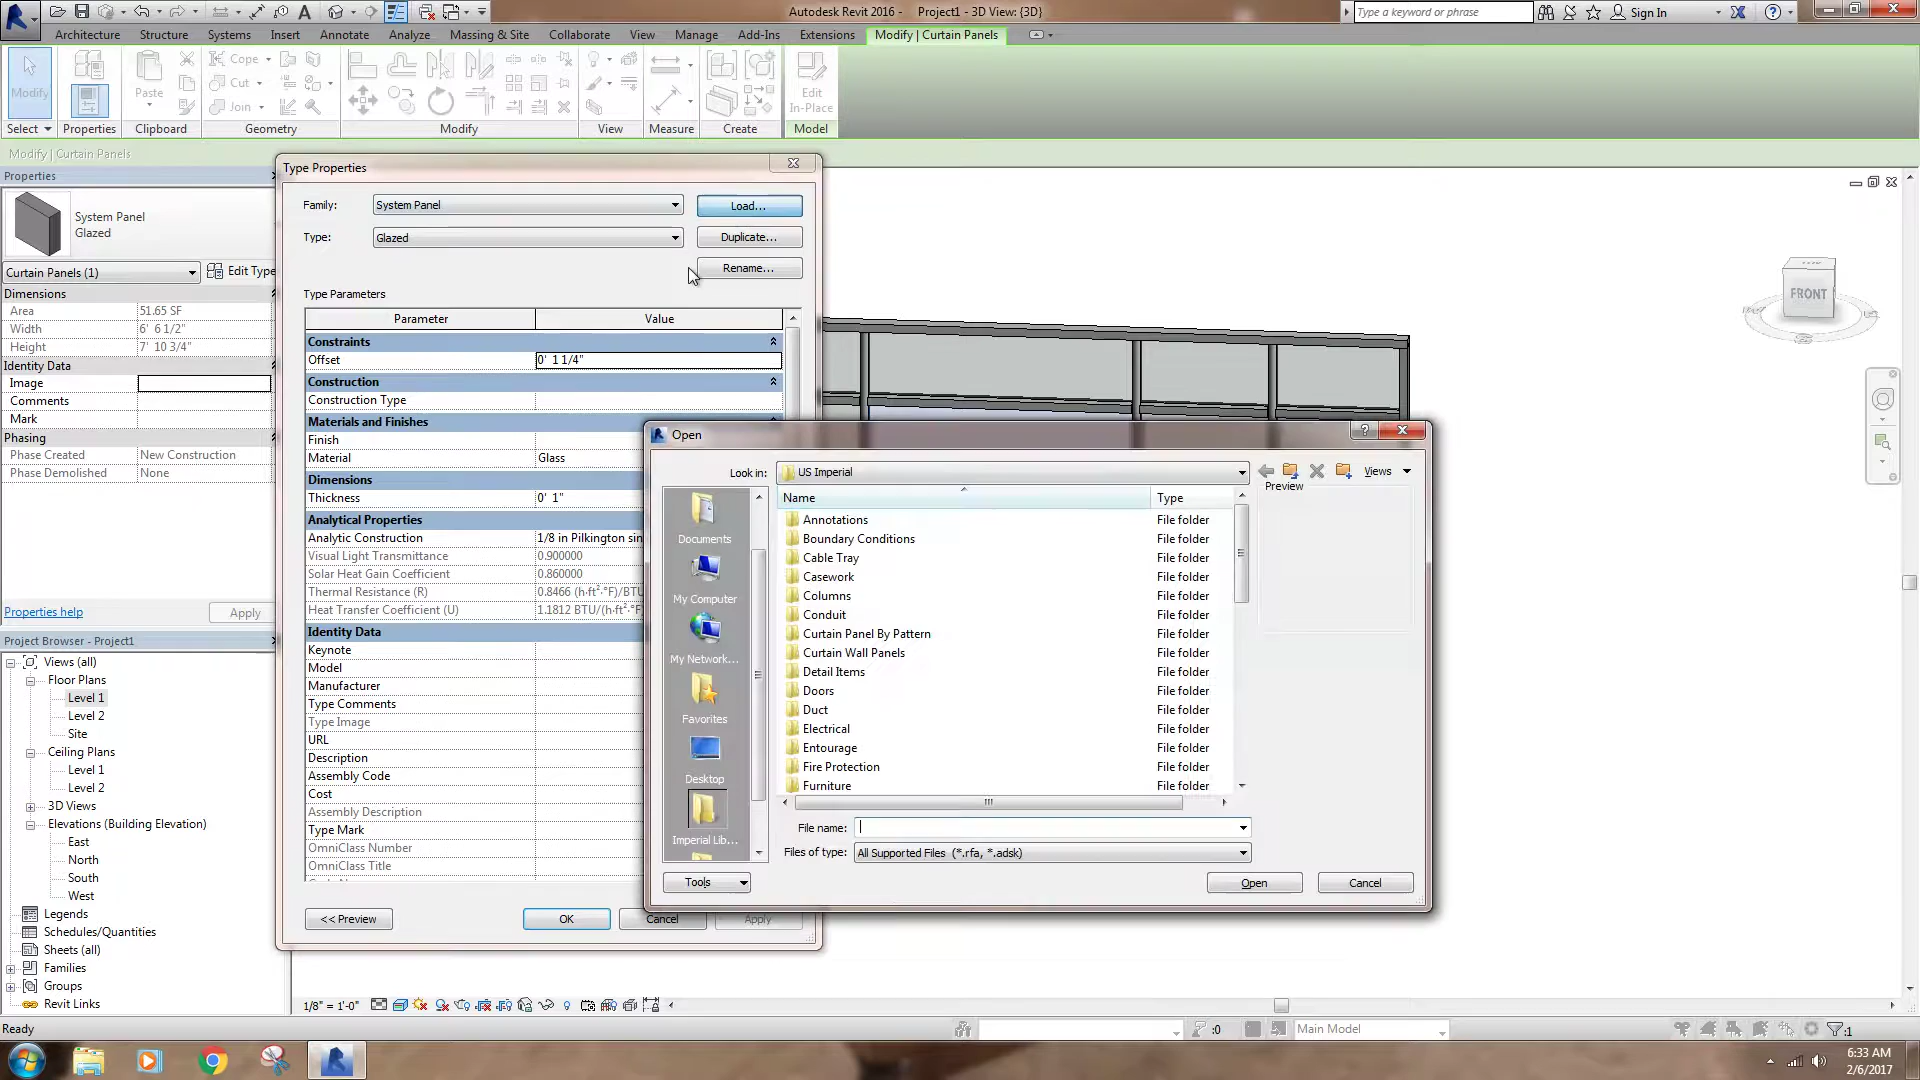 Autodesk Revit 2016 - Project1 - 3D View: {3D}
Type a keyword or phrase
Sign In
Architecture Structure Systems Insert Annotate Analyze Massing & Site Collaborate View Manage Add-Ins Extensions Modify | Curtain Panels
Modify
Paste
Cope
Cut
Join
Edit
In-Place
Select Properties Clipboard Geometry Modify View Measure Create Model
Modify | Curtain Panels
Properties
System Panel
Glazed
Curtain Panels (1)
Edit Type
Dimensions
Area 51.65 SF
Width 6' 6 1/2"
Height 7' 10 3/4"
Identity Data
Image
Comments
Mark
Phasing
Phase Created New Construction
Phase Demolished None
Properties help
Apply
Project Browser - Project1
Views (all)
Floor Plans
Level 1
Level 2
Site
Ceiling Plans
Level 1
Level 2
3D Views
Elevations (Building Elevation)
East
North
South
West
Legends
Schedules/Quantities
Sheets (all)
Families
Groups
Revit Links
Type Properties
Family: System Panel Load...
Type: Glazed Duplicate...
Rename...
Type Parameters
Parameter Value
Constraints
Offset 0' 1 1/4"
Construction
Construction Type
Materials and Finishes
Finish
Material Glass
Dimensions
Thickness 0' 1"
Analytical Properties
Analytic Construction 1/8 in Pilkington sin
Visual Light Transmittance 0.900000
Solar Heat Gain Coefficient 0.860000
Thermal Resistance (R) 0.8466 (h·ft²·°F)/BTU
Heat Transfer Coefficient (U) 1.1812 BTU/(h·ft²·°F
Identity Data
Keynote
Model
Manufacturer
Type Comments
Type Image
URL
Description
Assembly Code
Cost
Assembly Description
Type Mark
OmniClass Number
OmniClass Title
<< Preview OK Cancel Apply
Open
Look in: US Imperial Views
Preview
Name Type
Annotations File folder
Boundary Conditions File folder
Cable Tray File folder
Casework File folder
Columns File folder
Conduit File folder
Curtain Panel By Pattern File folder
Curtain Wall Panels File folder
Detail Items File folder
Doors File folder
Duct File folder
Electrical File folder
Entourage File folder
Fire Protection File folder
Furniture File folder
Documents
My Computer
My Network...
Favorites
Desktop
Imperial Lib...
File name:
Files of type: All Supported Files (*.rfa, *.adsk)
Tools Open Cancel
FRONT
1/8" = 1'-0"
Ready
:0
Main Model
:1
6:33 AM
2/6/2017